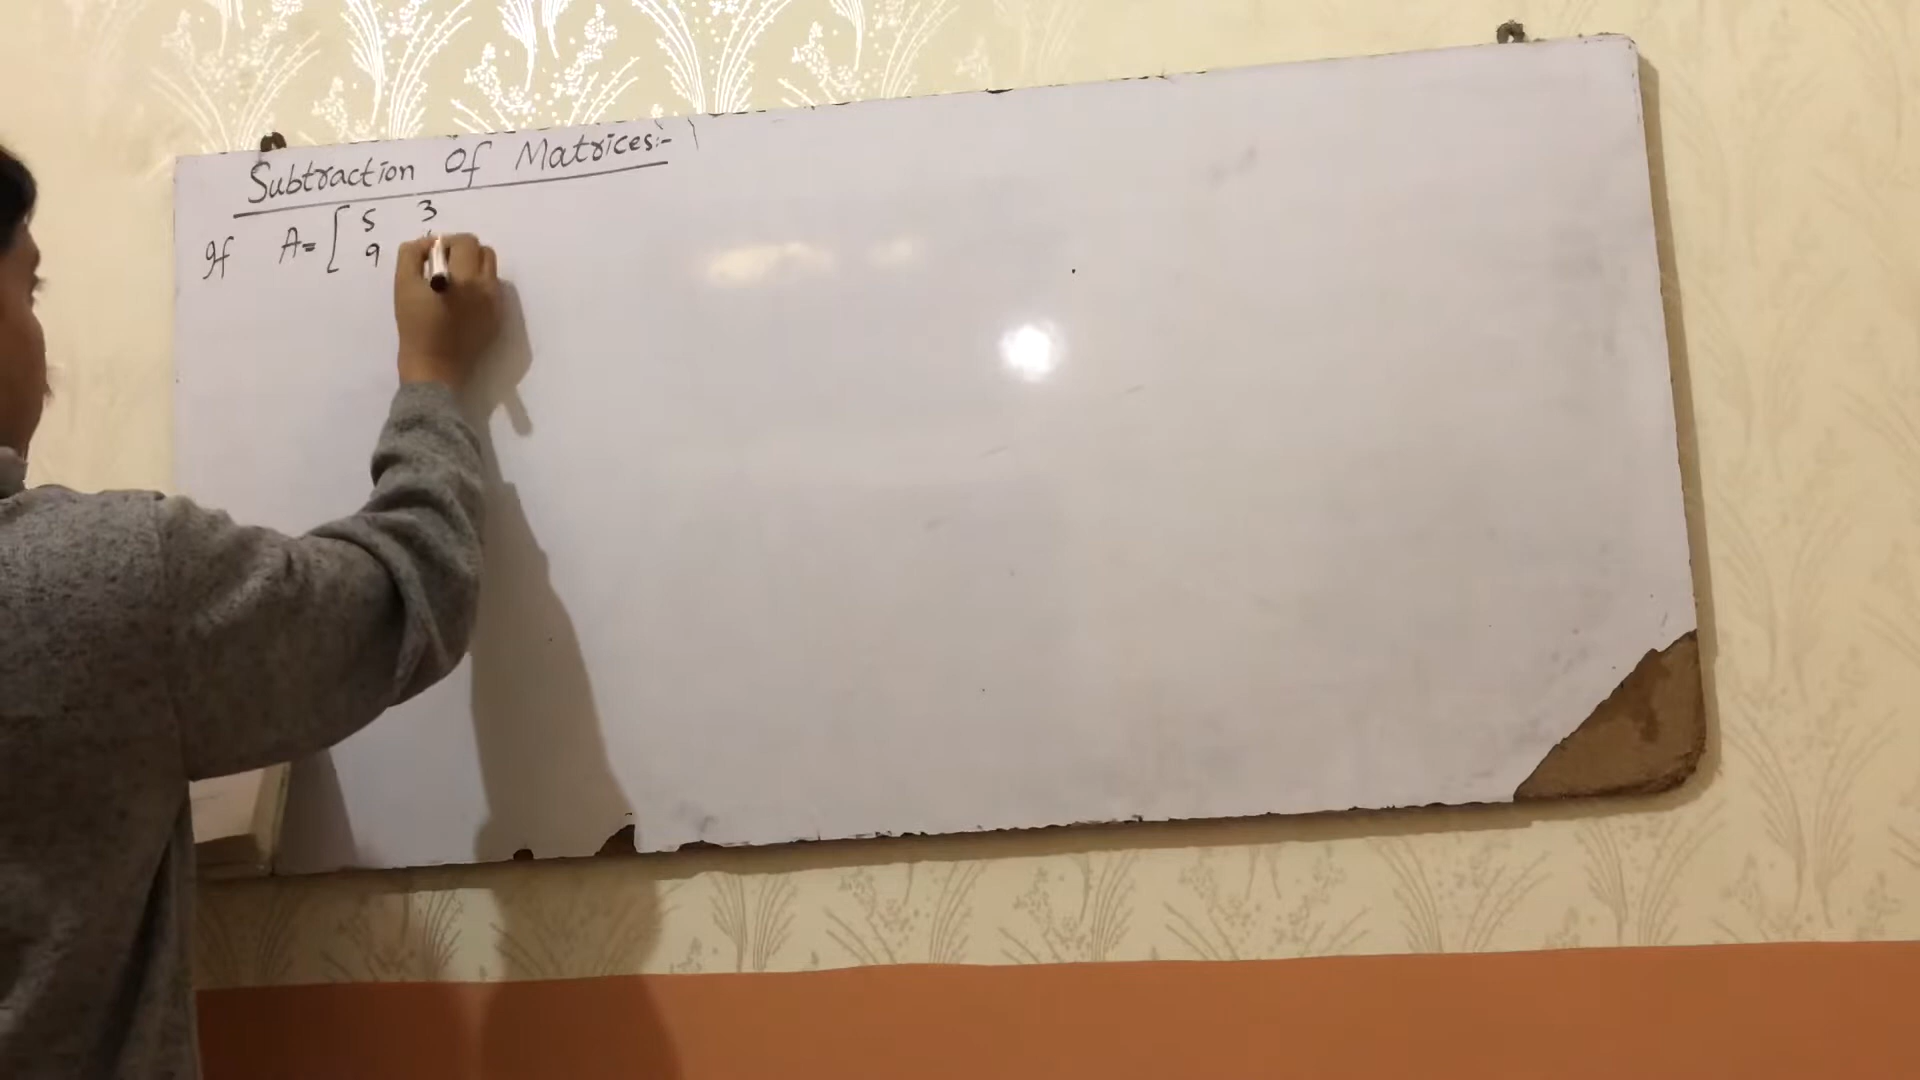 Subtraction Of Matrices:-
If A= [ 5 3
9